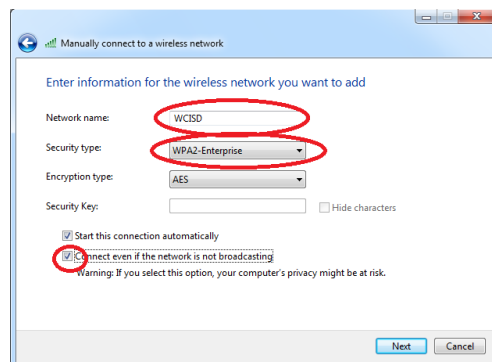 Manually connect to a wireless network
Enter information for the wireless network you want to add
Network name: WCISD
Security type: WPA2-Enterprise
Encryption type: AES
Security Key: Hide characters
Start this connection automatically
Connect even if the network is not broadcasting
Warning: If you select this option, your computer's privacy might be at risk.
Next Cancel